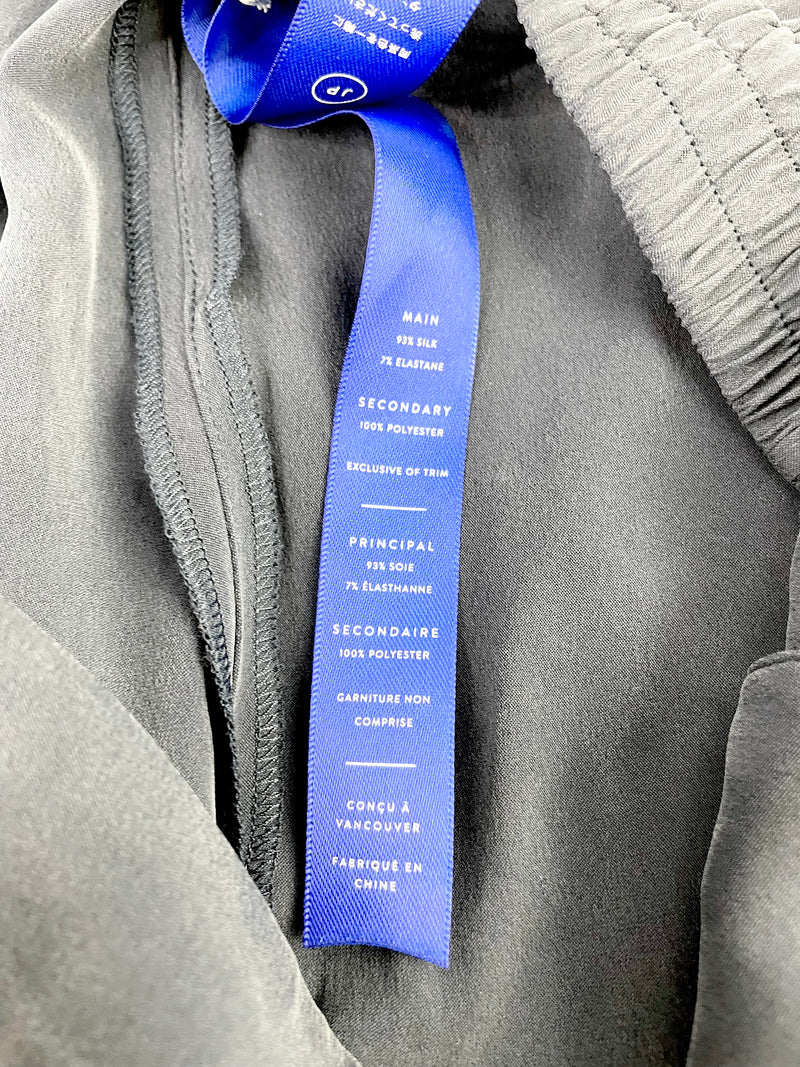 JP
MAIN
93% SILK
7% ELASTANE
SECONDARY
100% POLYESTER
EXCLUSIVE OF TRIM
PRINCIPAL
93% SOIE
7% ÉLASTHANNE
SECONDAIRE
100% POLYESTER
GARNITURE NON
COMPRISE
CONÇU À
VANCOUVER
FABRIQUÉ EN
CHINE